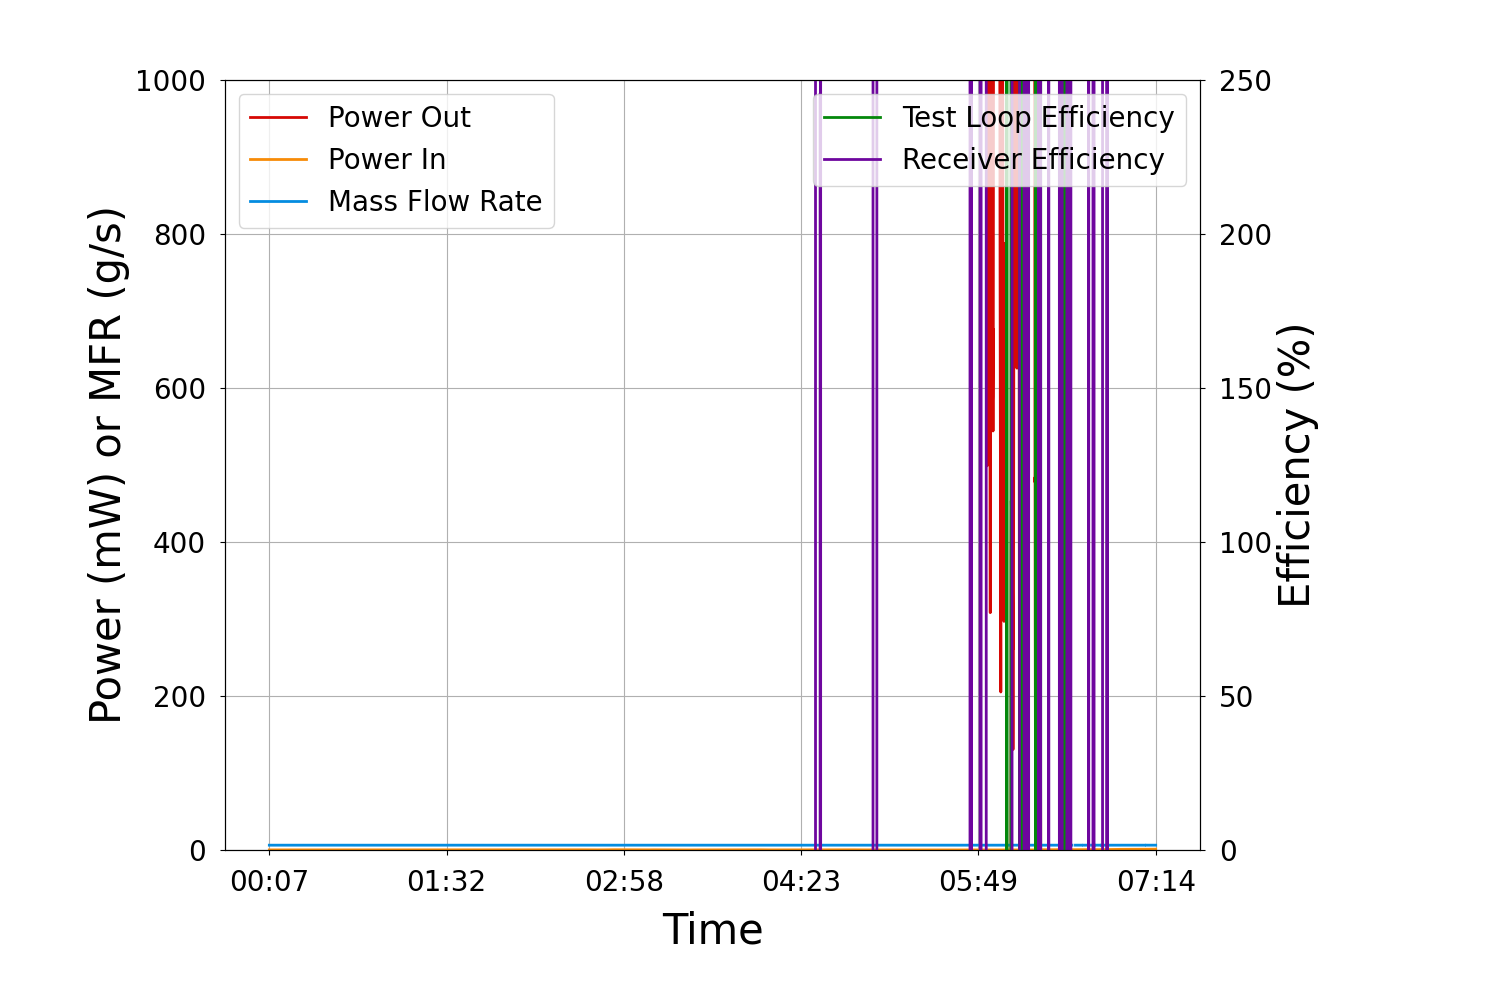 Power (mW) or MFR (g/s)
1000
800
600
400
200
0
Power Out
Power In
Mass Flow Rate
Test Loop Efficiency
Receiver Efficiency
250
200
150
100
50
0
Efficiency (%)
00:07 01:32 02:58 04:23 05:49 07:14
Time